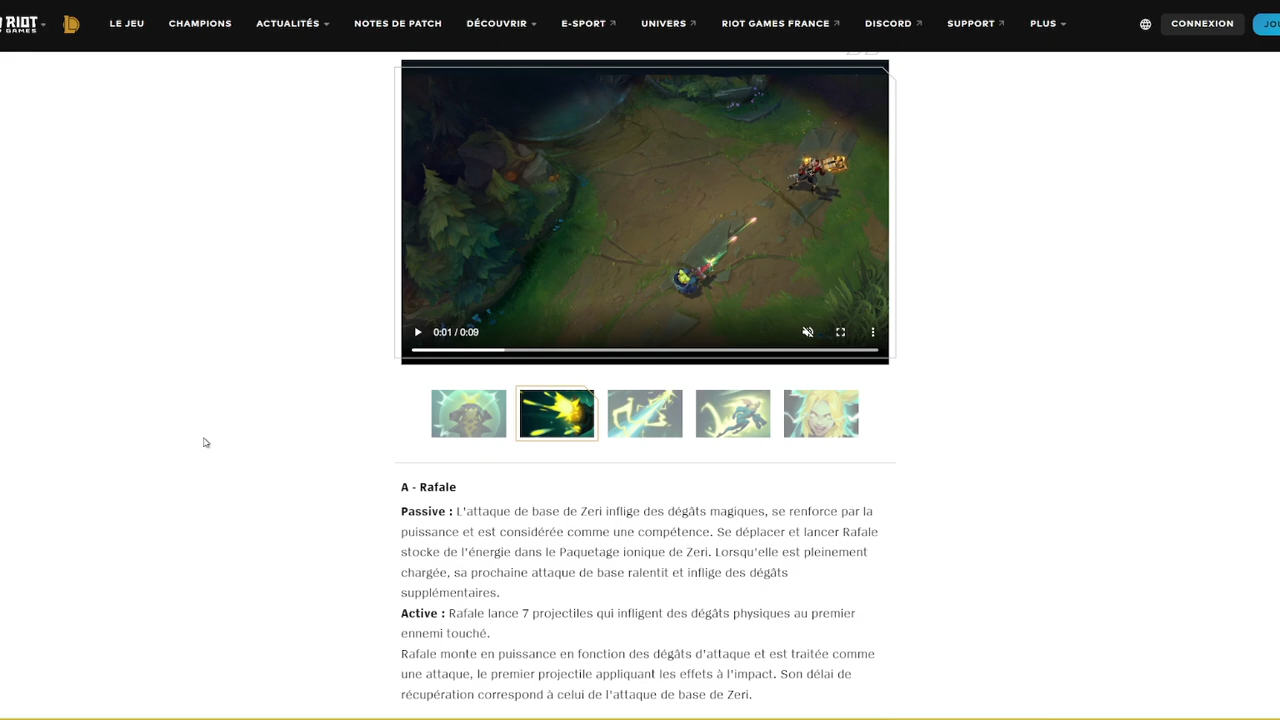 RIOT
GAMES
LE JEU
CHAMPIONS
ACTUALITÉS
NOTES DE PATCH
DÉCOUVRIR
E-SPORT
UNIVERS
RIOT GAMES FRANCE
DISCORD
SUPPORT
PLUS
CONNEXION
0:01 / 0:09
A - Rafale
Passive : L'attaque de base de Zeri inflige des dégâts magiques, se renforce par la
puissance et est considérée comme une compétence. Se déplacer et lancer Rafale
stocke de l'énergie dans le Paquetage ionique de Zeri. Lorsqu'elle est pleinement
chargée, sa prochaine attaque de base ralentit et inflige des dégâts
supplémentaires.
Active : Rafale lance 7 projectiles qui infligent des dégâts physiques au premier
ennemi touché.
Rafale monte en puissance en fonction des dégâts d'attaque et est traitée comme
une attaque, le premier projectile appliquant les effets à l'impact. Son délai de
récupération correspond à celui de l'attaque de base de Zeri.